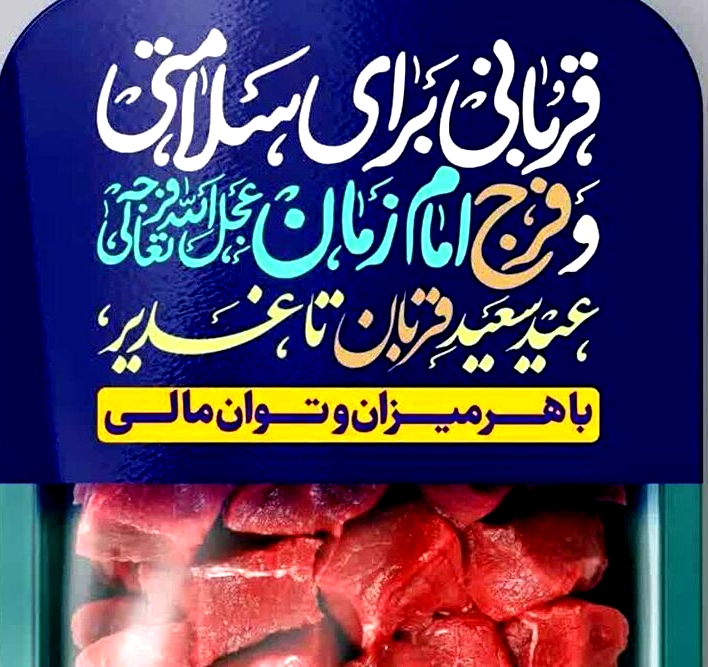 قربانی برای سلامتی
و فرج امام زمان عجل الله تعالی فرجه
عید سعید قربان تا غدیر
با هر میزان و توان مالی